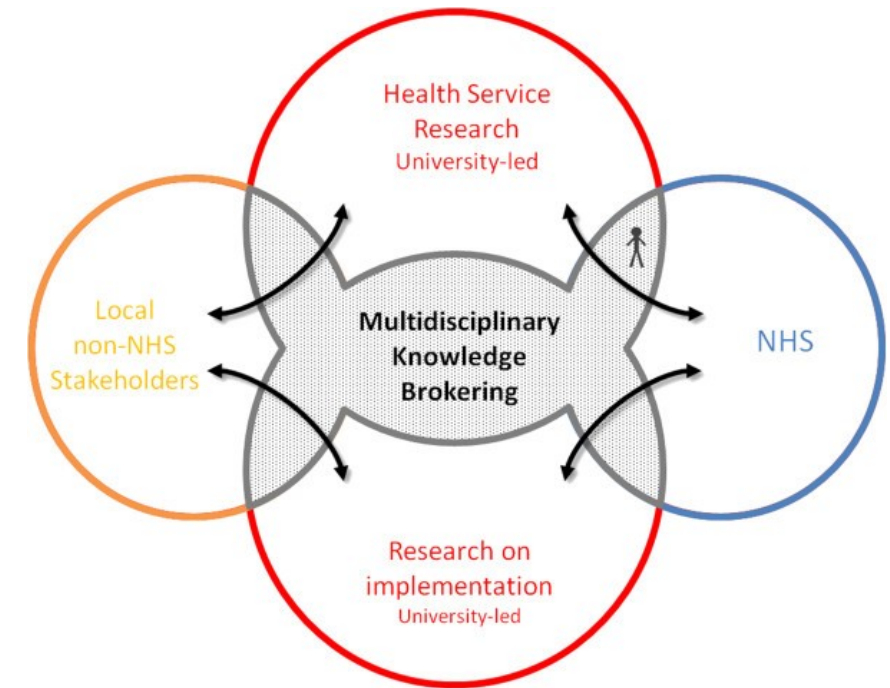 Health Service
Research
University-led
Local
non-NHS
Stakeholders
Multidisciplinary
Knowledge
Brokering
NHS
Research on
implementation
University-led